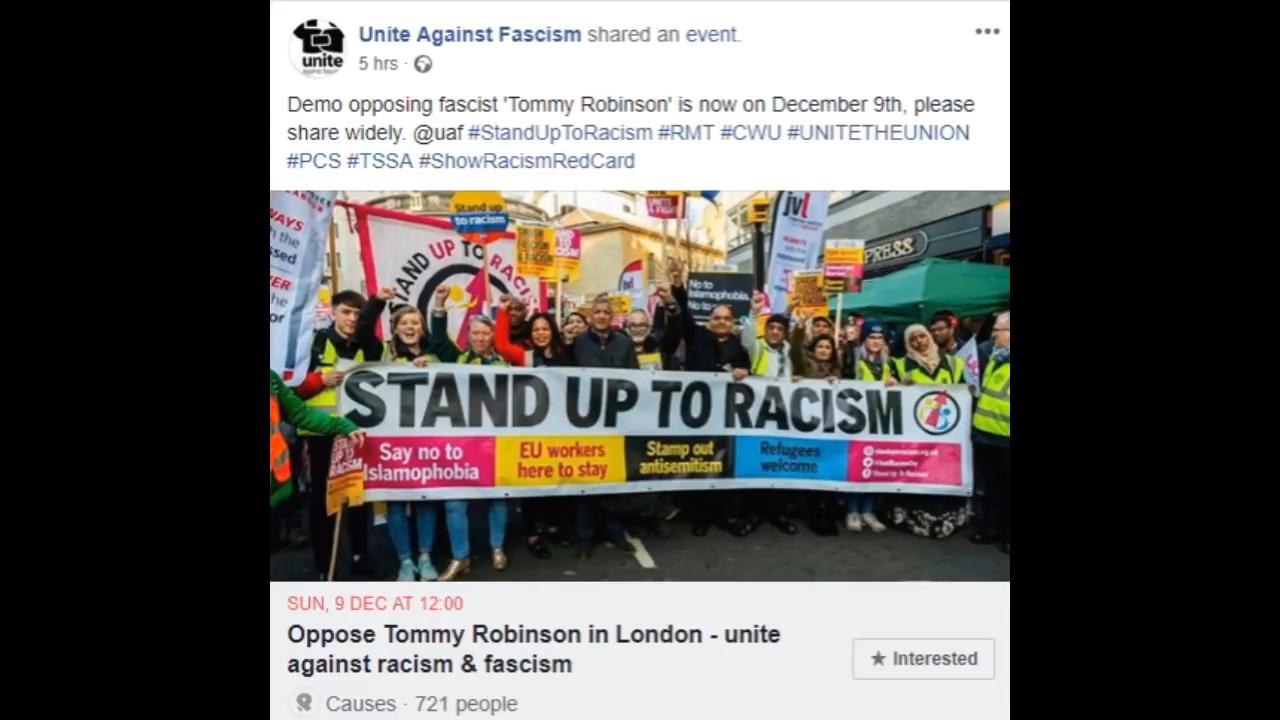 Unite Against Fascism shared an event.
5 hrs ·
unite
Demo opposing fascist 'Tommy Robinson' is now on December 9th, please
share widely. @uaf #StandUpToRacism #RMT #CWU #UNITETHEUNION
#PCS #TSSA #ShowRacismRedCard
Stand up
to racism
STAND UP TO RACISM
jvl
PRESS
No to
Islamophobia
No to
STAND UP TO RACISM
Say no to
Islamophobia
EU workers
here to stay
Stamp out
antisemitism
Refugees
welcome
SUN, 9 DEC AT 12:00
Oppose Tommy Robinson in London - unite
against racism & fascism
Interested
Causes · 721 people